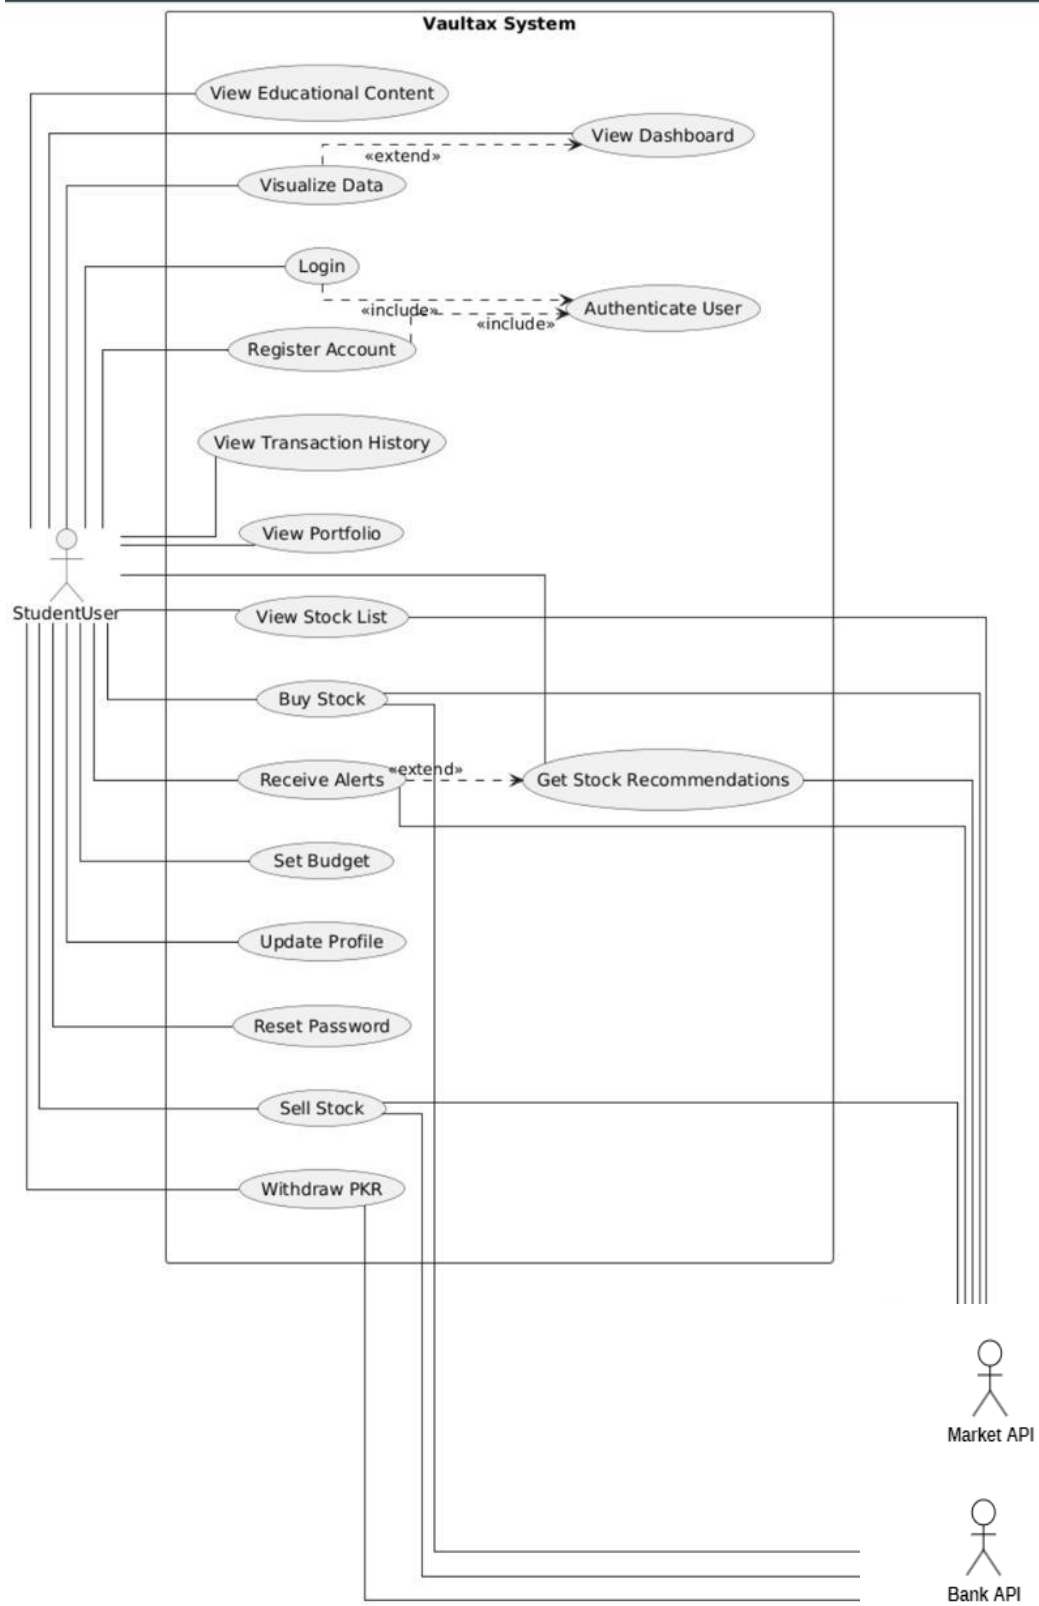 Vaultax System
View Educational Content
View Dashboard
«extend»
Visualize Data
Login
Authenticate User
«include»
«include»
Register Account
View Transaction History
View Portfolio
StudentUser
View Stock List
Buy Stock
«extend»
Receive Alerts
Get Stock Recommendations
Set Budget
Update Profile
Reset Password
Sell Stock
Withdraw PKR
Market API
Bank API